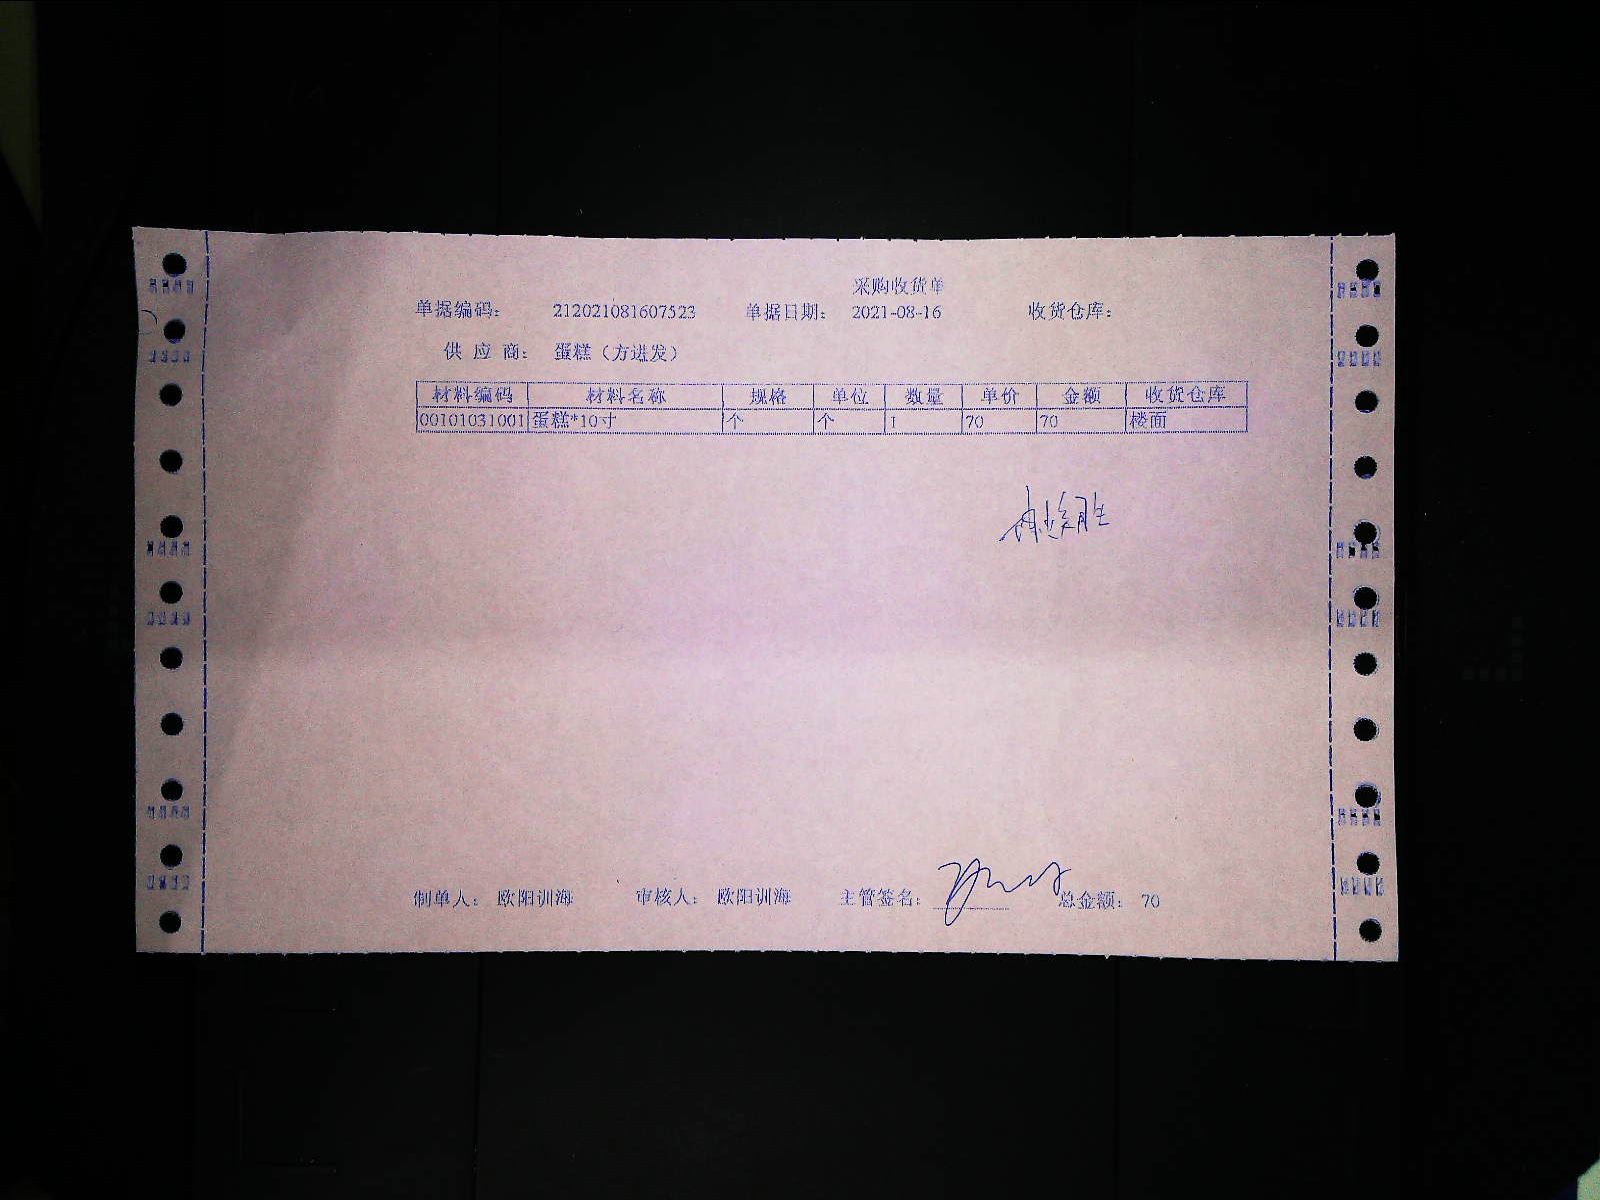 采购收货单
单据编码： 212021081607523 单据日期： 2021-08-16 收货仓库：
供 应 商： 蛋糕（方进发）
材料编码 材料名称 规格 单位 数量 单价 金额 收货仓库
00101031001 蛋糕*10寸 个 个 1 70 70 楼面
制单人： 欧阳训海 审核人： 欧阳训海 主管签名： 总金额： 70